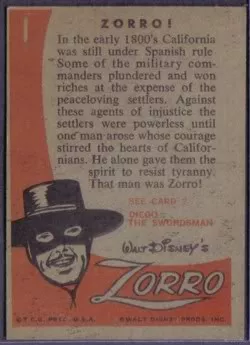 1
ZORRO!
In the early 1800's California
was still under Spanish rule
Some of the military com-
manders plundered and won
riches at the expense of the
peaceloving settlers. Against
these agents of injustice the
settlers were powerless until
one man arose whose courage
stirred the hearts of Califor-
nians. He alone gave them the
spirit to resist tyranny.
That man was Zorro!
SEE CARD 2
DIEGO
THE SWORDSMAN
WALT DISNEY'S
ZORRO
© T.C.G. PRTD. U.S.A.
©WALT DISNEY PRODS. INC.